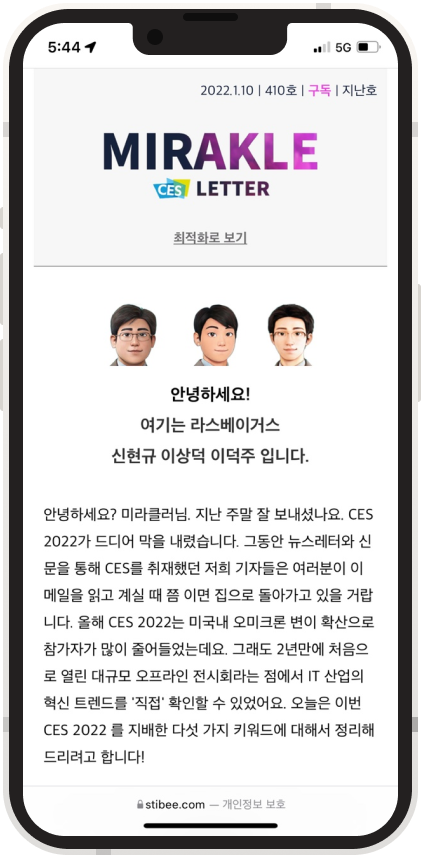 5:44
5G
2022.1.10 | 410호 | 구독 | 지난호
MIRAKLE
CES LETTER
최적화로 보기
안녕하세요!
여기는 라스베이거스
신현규 이상덕 이덕주 입니다.
안녕하세요? 미라클러님. 지난 주말 잘 보내셨나요. CES
2022가 드디어 막을 내렸습니다. 그동안 뉴스레터와 신
문을 통해 CES를 취재했던 저희 기자들은 여러분이 이
메일을 읽고 계실 때 쯤 이면 집으로 돌아가고 있을 거랍
니다. 올해 CES 2022는 미국내 오미크론 변이 확산으로
참가자가 많이 줄어들었는데요. 그래도 2년만에 처음으
로 열린 대규모 오프라인 전시회라는 점에서 IT 산업의
혁신 트렌드를 '직접' 확인할 수 있었어요. 오늘은 이번
CES 2022 를 지배한 다섯 가지 키워드에 대해서 정리해
드리려고 합니다!
stibee.com — 개인정보 보호